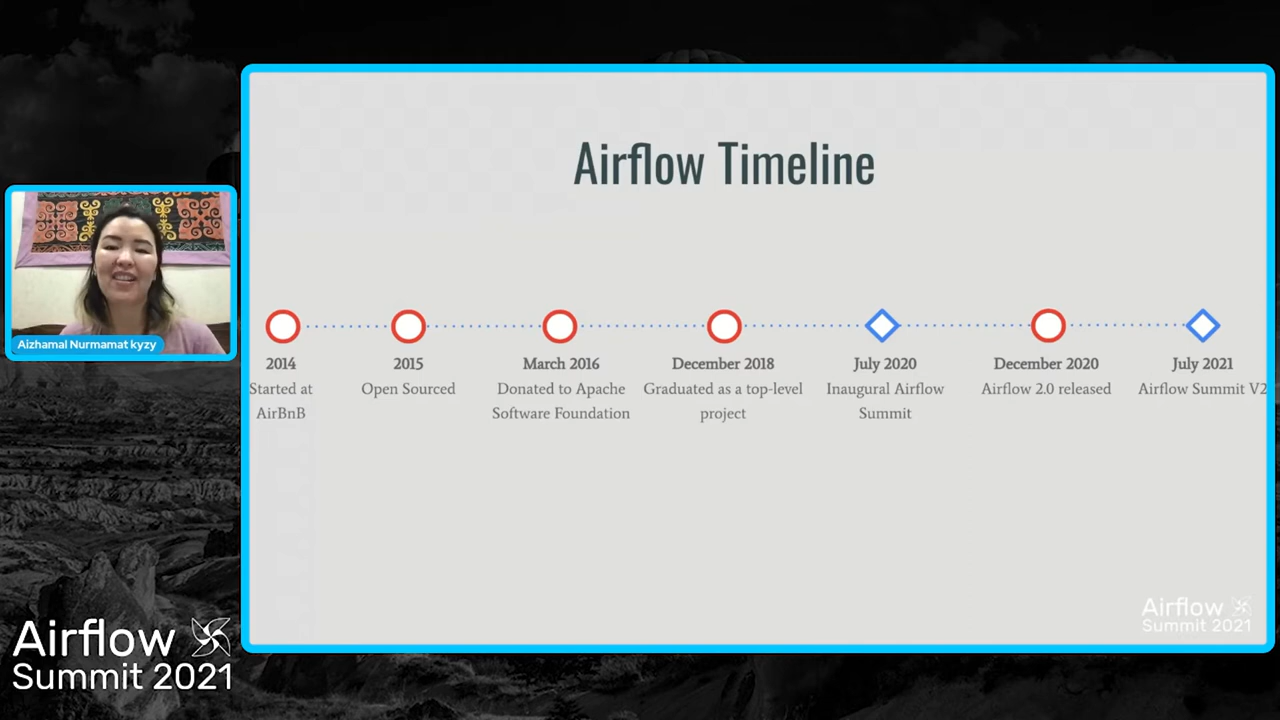 Airflow Timeline
2014
Started at
AirBnB
2015
Open Sourced
March 2016
Donated to Apache
Software Foundation
December 2018
Graduated as a top-level
project
July 2020
Inaugural Airflow
Summit
December 2020
Airflow 2.0 released
July 2021
Airflow Summit V2
Aizhamal Nurmamat kyzy
Airflow
Summit 2021
Airflow
Summit 2021